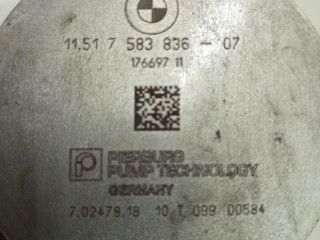 11.51 7 583 836 - 07
176697 11
PIERBURG
PUMP TECHNOLOGY
GERMANY
7.02478.18 10 T 099 00584